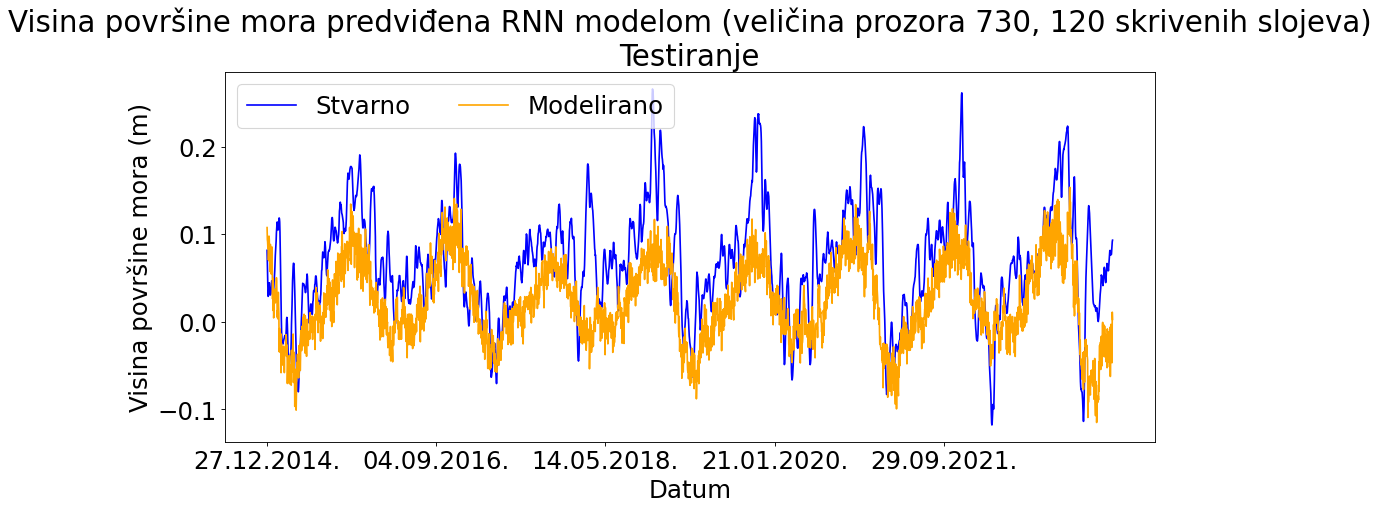 Visina površine mora predviđena RNN modelom (veličina prozora 730, 120 skrivenih slojeva)
Testiranje
Stvarno Modelirano
Visina površine mora (m)
0.2
0.1
0.0
−0.1
27.12.2014. 04.09.2016. 14.05.2018. 21.01.2020. 29.09.2021.
Datum